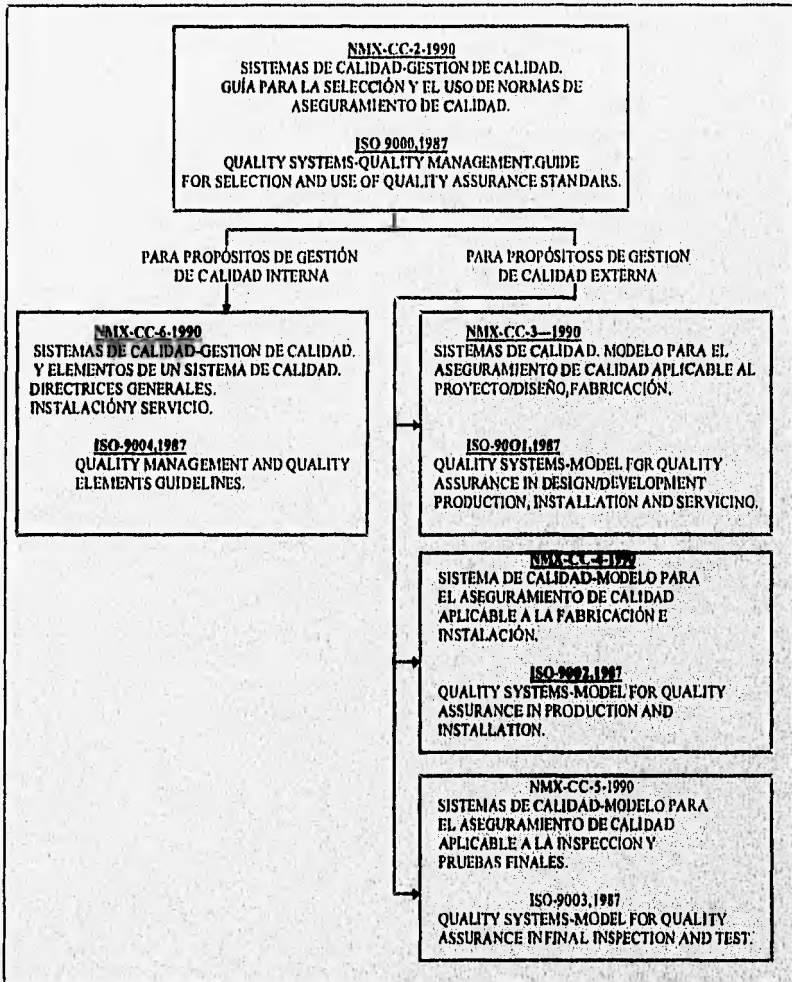 NMX-CC-2-1990
SISTEMAS DE CALIDAD-GESTION DE CALIDAD.
GUÍA PARA LA SELECCIÓN Y EL USO DE NORMAS DE
ASEGURAMIENTO DE CALIDAD.
ISO 9000,1987
QUALITY SYSTEMS-QUALITY MANAGEMENT.GUIDE
FOR SELECTION AND USE OF QUALITY ASSURANCE STANDARS.
PARA PROPÓSITOS DE GESTIÓN
DE CALIDAD INTERNA
PARA PROPÓSITOSS DE GESTION
DE CALIDAD EXTERNA
NMX-CC-6-1990
SISTEMAS DE CALIDAD-GESTION DE CALIDAD.
Y ELEMENTOS DE UN SISTEMA DE CALIDAD.
DIRECTRICES GENERALES.
INSTALACIÓNY SERVICIO.
ISO-9004,1987
QUALITY MANAGEMENT AND QUALITY
ELEMENTS GUIDELINES.
NMX-CC-3--1990
SISTEMAS DE CALIDAD. MODELO PARA EL
ASEGURAMIENTO DE CALIDAD APLICABLE AL
PROYECTO/DISEÑO,FABRICACIÓN.
ISO-9001,1987
QUALITY SYSTEMS-MODEL FOR QUALITY
ASSURANCE IN DESIGN/DEVELOPMENT
PRODUCTION, INSTALLATION AND SERVICINO.
NMX-CC-4-1990
SISTEMA DE CALIDAD-MODELO PARA
EL ASEGURAMIENTO DE CALIDAD
APLICABLE A LA FABRICACIÓN E
INSTALACIÓN.
ISO-9002,1987
QUALITY SYSTEMS-MODEL FOR QUALITY
ASSURANCE IN PRODUCTION AND
INSTALLATION.
NMX-CC-5-1990
SISTEMAS DE CALIDAD-MODELO PARA
EL ASEGURAMIENTO DE CALIDAD
APLICABLE A LA INSPECCION Y
PRUEBAS FINALES.
ISO-9003,1987
QUALITY SYSTEMS-MODEL FOR QUALITY
ASSURANCE IN FINAL INSPECTION AND TEST.